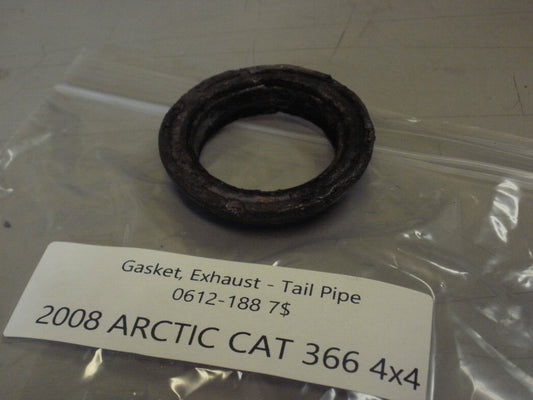 Gasket, Exhaust - Tail Pipe
0612-188 7$
2008 ARCTIC CAT 366 4x4